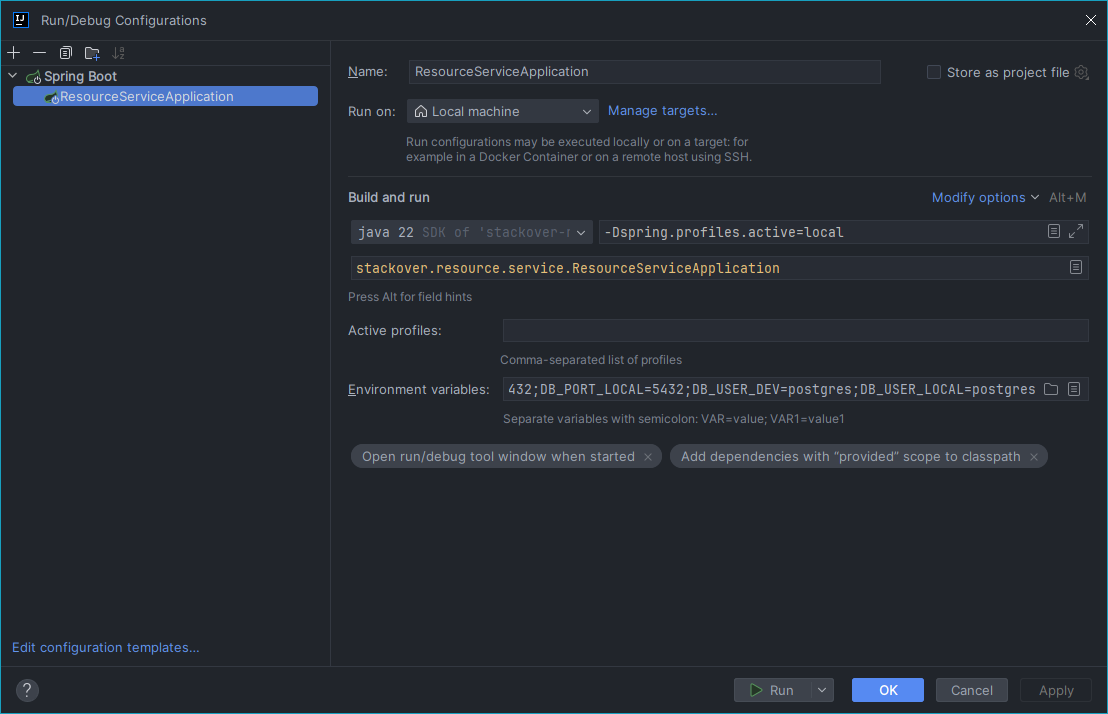 Run/Debug Configurations
Spring Boot
ResourceServiceApplication
Edit configuration templates...
Name: ResourceServiceApplication
Store as project file
Run on: Local machine
Manage targets...
Run configurations may be executed locally or on a target: for
example in a Docker Container or on a remote host using SSH.
Build and run
Modify options Alt+M
java 22 SDK of 'stackover-r
-Dspring.profiles.active=local
stackover.resource.service.ResourceServiceApplication
Press Alt for field hints
Active profiles:
Comma-separated list of profiles
Environment variables: 432;DB_PORT_LOCAL=5432;DB_USER_DEV=postgres;DB_USER_LOCAL=postgres
Separate variables with semicolon: VAR=value; VAR1=value1
Open run/debug tool window when started
Add dependencies with “provided” scope to classpath
?
Run
OK
Cancel
Apply